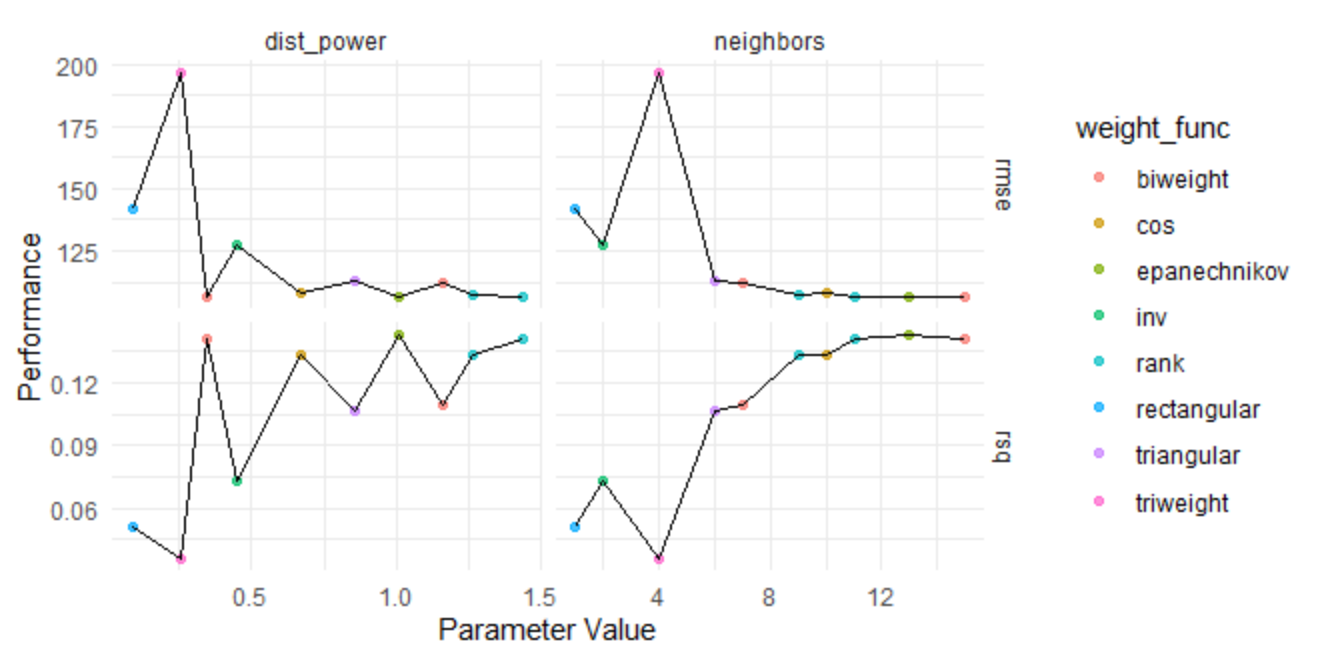 dist_power
neighbors
200
175
150
125
rmse
Performance
0.12
0.09
0.06
rsq
0.5
1.0
1.5
4
8
12
Parameter Value
weight_func
biweight
cos
epanechnikov
inv
rank
rectangular
triangular
triweight